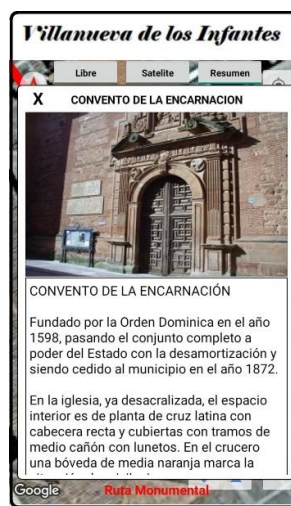 Villanueva de los Infantes
Libre Satelite Resumen
X CONVENTO DE LA ENCARNACION
CONVENTO DE LA ENCARNACIÓN
Fundado por la Orden Dominica en el año
1598, pasando el conjunto completo a
poder del Estado con la desamortización y
siendo cedido al municipio en el año 1872.
En la iglesia, ya desacralizada, el espacio
interior es de planta de cruz latina con
cabecera recta y cubiertas con tramos de
medio cañón con lunetos. En el crucero
una bóveda de media naranja marca la
Google Ruta Monumental